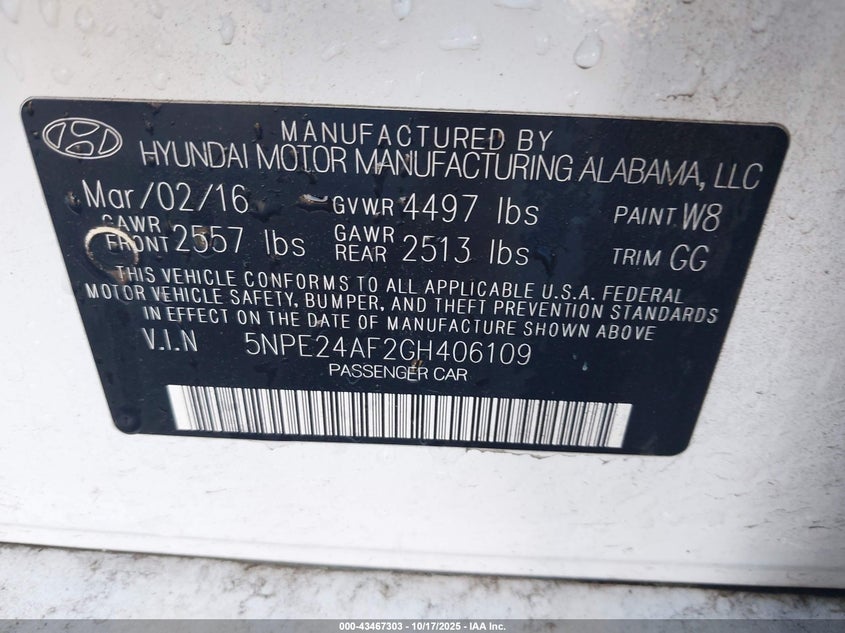 MANUFACTURED BY
HYUNDAI MOTOR MANUFACTURING ALABAMA, LLC
Mar/02/16 GVWR 4497 lbs PAINT W8
GAWR FRONT 2557 lbs GAWR REAR 2513 lbs TRIM GG
THIS VEHICLE CONFORMS TO ALL APPLICABLE U.S.A. FEDERAL
MOTOR VEHICLE SAFETY, BUMPER, AND THEFT PREVENTION STANDARDS
IN EFFECT ON THE DATE OF MANUFACTURE SHOWN ABOVE
V.I.N 5NPE24AF2GH406109
PASSENGER CAR
000-43467303 | 10/17/2025 | IAA Inc.